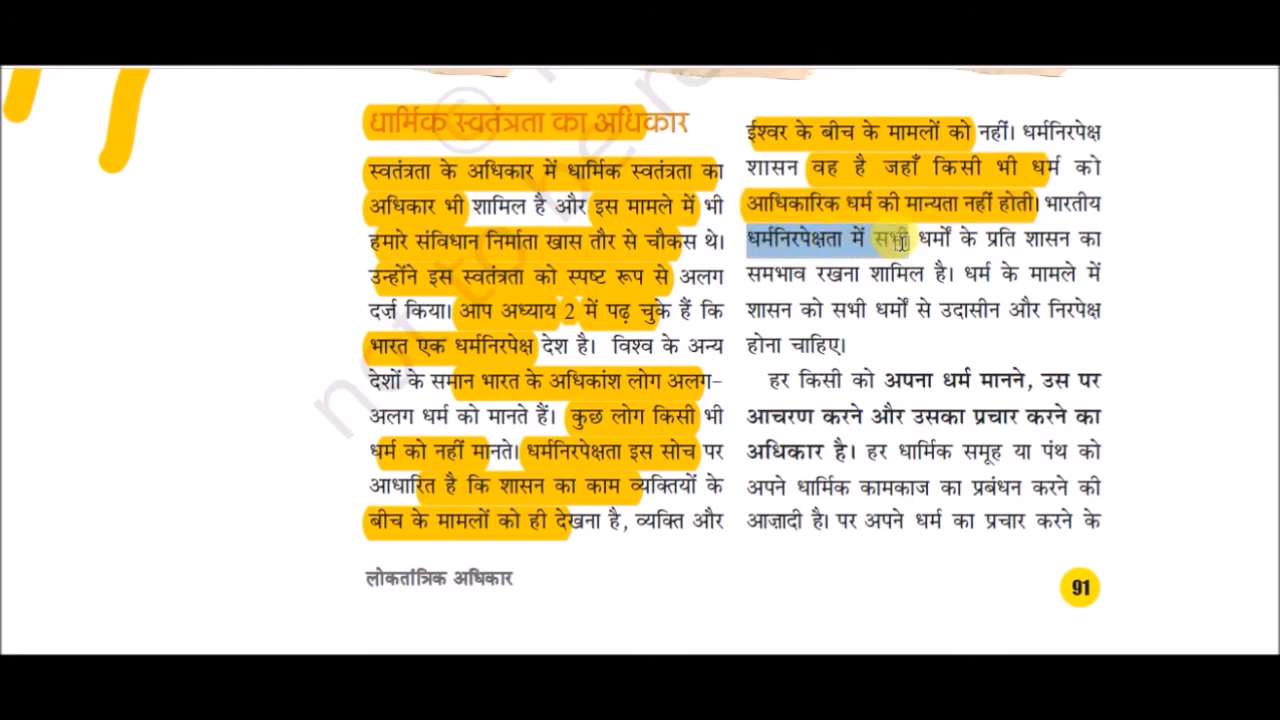 धार्मिक स्वतंत्रता का अधिकार
स्वतंत्रता के अधिकार में धार्मिक स्वतंत्रता का
अधिकार भी शामिल है और इस मामले में भी
हमारे संविधान निर्माता खास तौर से चौकस थे।
उन्होंने इस स्वतंत्रता को स्पष्ट रूप से अलग
दर्ज किया। आप अध्याय 2 में पढ़ चुके हैं कि
भारत एक धर्मनिरपेक्ष देश है। विश्व के अन्य
देशों के समान भारत के अधिकांश लोग अलग-
अलग धर्म को मानते हैं। कुछ लोग किसी भी
धर्म को नहीं मानते। धर्मनिरपेक्षता इस सोच पर
आधारित है कि शासन का काम व्यक्तियों के
बीच के मामलों को ही देखना है, व्यक्ति और
ईश्वर के बीच के मामलों को नहीं। धर्मनिरपेक्ष
शासन वह है जहाँ किसी भी धर्म को
आधिकारिक धर्म की मान्यता नहीं होती। भारतीय
धर्मनिरपेक्षता में सभी धर्मों के प्रति शासन का
समभाव रखना शामिल है। धर्म के मामले में
शासन को सभी धर्मों से उदासीन और निरपेक्ष
होना चाहिए।
हर किसी को अपना धर्म मानने, उस पर
आचरण करने और उसका प्रचार करने का
अधिकार है। हर धार्मिक समूह या पंथ को
अपने धार्मिक कामकाज का प्रबंधन करने की
आज़ादी है। पर अपने धर्म का प्रचार करने के
लोकतांत्रिक अधिकार
91
not to be re